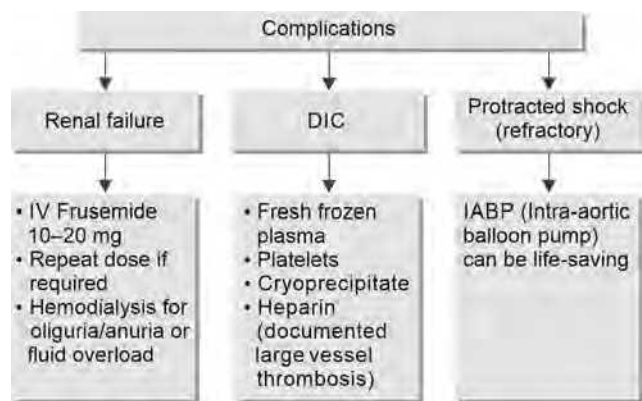 Complications
Renal failure
DIC
Protracted shock
(refractory)
• IV Frusemide
10–20 mg
• Repeat dose if
required
• Hemodialysis for
oliguria/anuria or
fluid overload
• Fresh frozen
plasma
• Platelets
• Cryoprecipitate
• Heparin
(documented
large vessel
thrombosis)
IABP (Intra-aortic
balloon pump)
can be life-saving